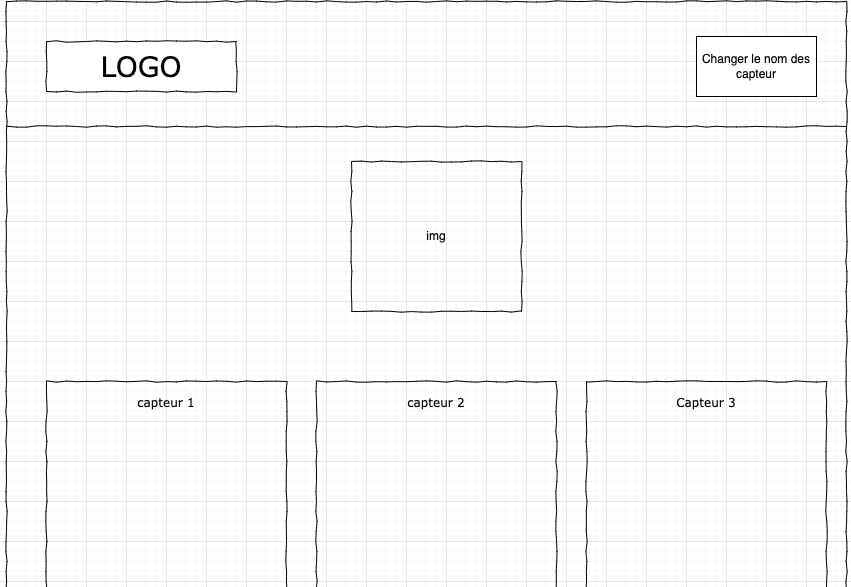 LOGO
Changer le nom des
capteur
img
capteur 1
capteur 2
Capteur 3